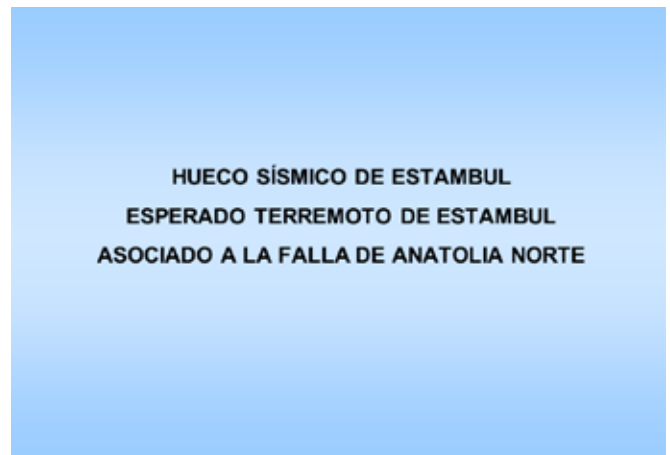 HUECO SÍSMICO DE ESTAMBUL
ESPERADO TERREMOTO DE ESTAMBUL
ASOCIADO A LA FALLA DE ANATOLIA NORTE